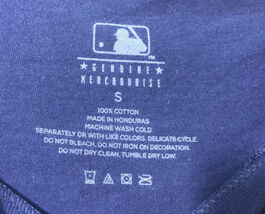 GENUINE
MERCHANDISE
S
100% COTTON
MADE IN HONDURAS
MACHINE WASH COLD
SEPARATELY OR WITH LIKE COLORS. DELICATE CYCLE.
DO NOT BLEACH. DO NOT IRON ON DECORATION.
DO NOT DRY CLEAN. TUMBLE DRY LOW.